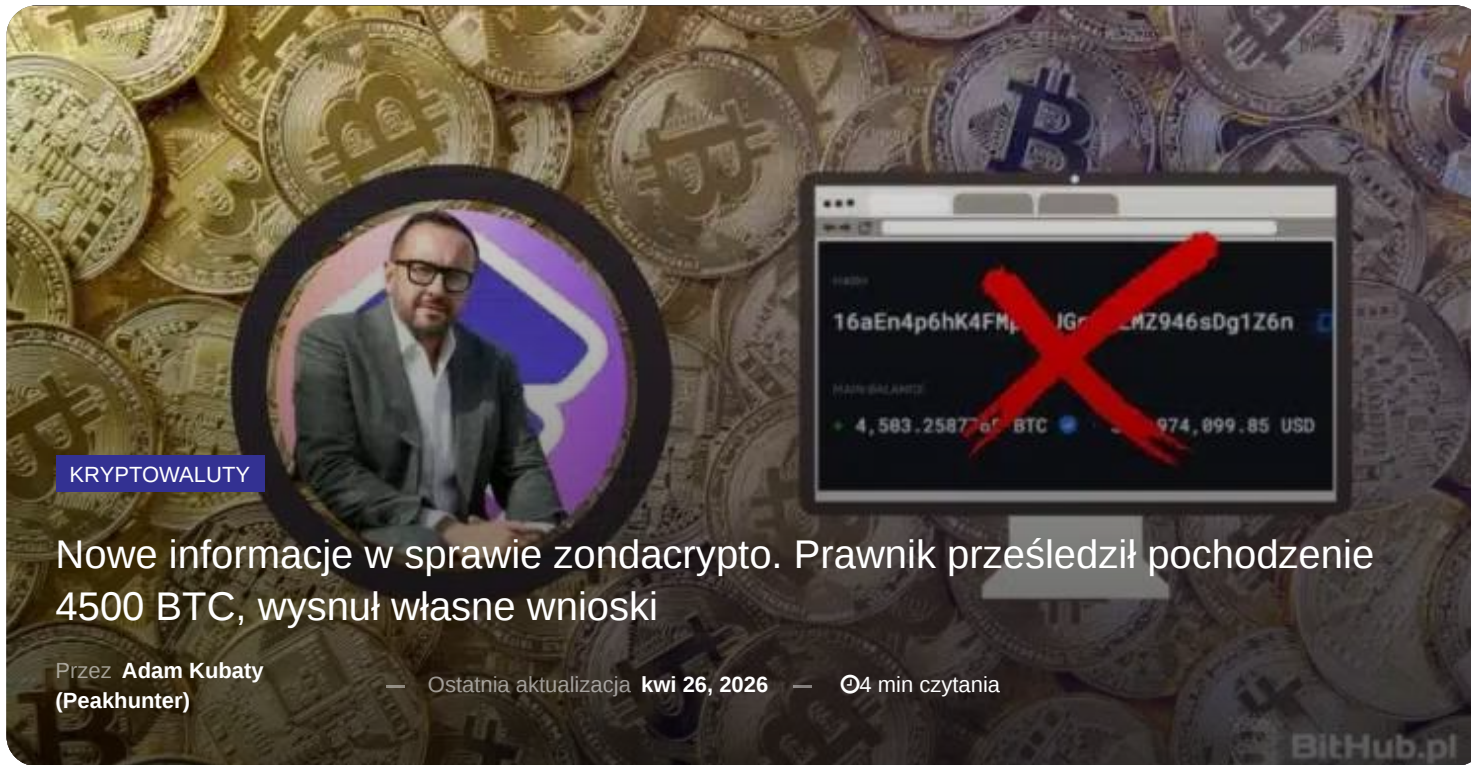 16aEn4p6hK4FMp JGr MZ946sDg1Z6n
MAIN BALANCE
4,503.2587 BTC 974,099.85 USD
KRYPTOWALUTY
Nowe informacje w sprawie zondacrypto. Prawnik prześledził pochodzenie
4500 BTC, wysnuł własne wnioski
Przez Adam Kubaty
(Peakhunter)
— Ostatnia aktualizacja kwi 26, 2026 — 4 min czytania
BitHub.pl